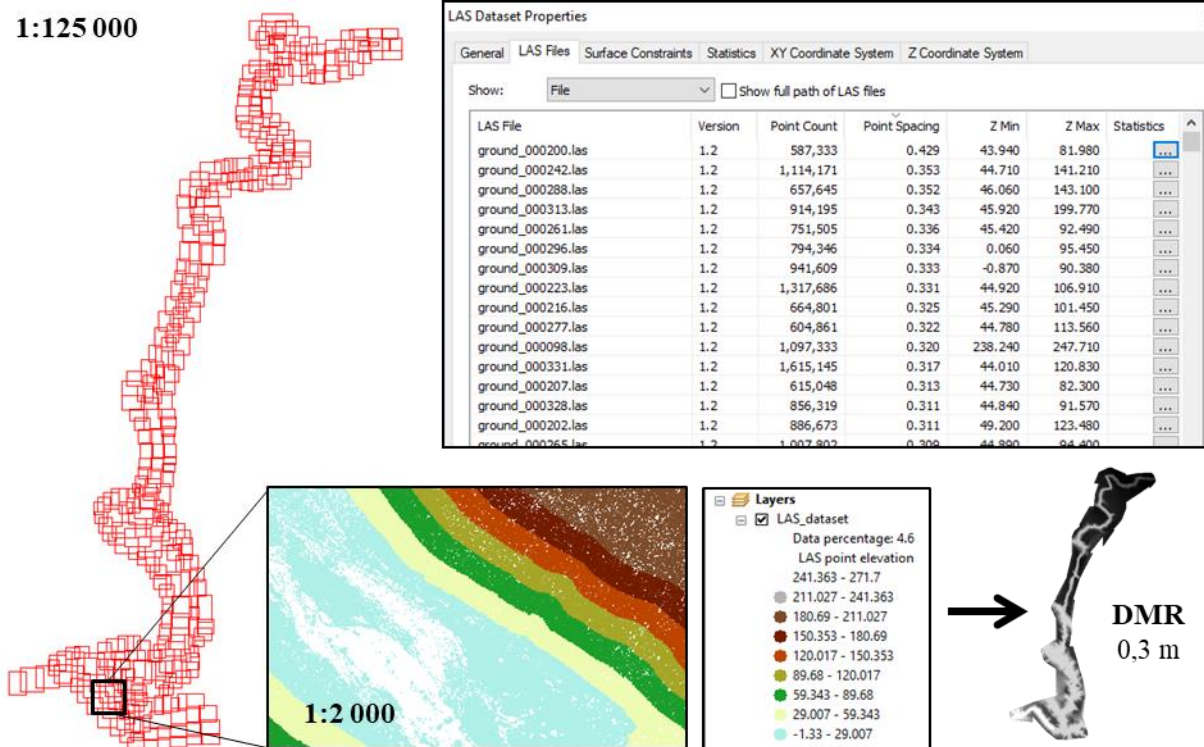 1:125 000
LAS Dataset Properties
General LAS Files Surface Constraints Statistics XY Coordinate System Z Coordinate System
Show: File Show full path of LAS files
LAS File Version Point Count Point Spacing Z Min Z Max Statistics
ground_000200.las 1.2 587,333 0.429 43.940 81.980 ...
ground_000242.las 1.2 1,114,171 0.353 44.710 141.210 ...
ground_000288.las 1.2 657,645 0.352 46.060 143.100 ...
ground_000313.las 1.2 914,195 0.343 45.920 199.770 ...
ground_000261.las 1.2 751,505 0.336 45.420 92.490 ...
ground_000296.las 1.2 794,346 0.334 0.060 95.450 ...
ground_000309.las 1.2 941,609 0.333 -0.870 90.380 ...
ground_000223.las 1.2 1,317,686 0.331 44.920 106.910 ...
ground_000216.las 1.2 664,801 0.325 45.290 101.450 ...
ground_000277.las 1.2 604,861 0.322 44.780 113.560 ...
ground_000098.las 1.2 1,097,333 0.320 238.240 247.710 ...
ground_000331.las 1.2 1,615,145 0.317 44.010 120.830 ...
ground_000207.las 1.2 615,048 0.313 44.730 82.300 ...
ground_000328.las 1.2 856,319 0.311 44.840 91.570 ...
ground_000202.las 1.2 886,673 0.311 49.200 123.480 ...
ground_000265.las 1.2 1,007,802 0.309 44.890 94.400
1:2 000
Layers
LAS_dataset
Data percentage: 4.6
LAS point elevation
241.363 - 271.7
211.027 - 241.363
180.69 - 211.027
150.353 - 180.69
120.017 - 150.353
89.68 - 120.017
59.343 - 89.68
29.007 - 59.343
-1.33 - 29.007
DMR
0,3 m